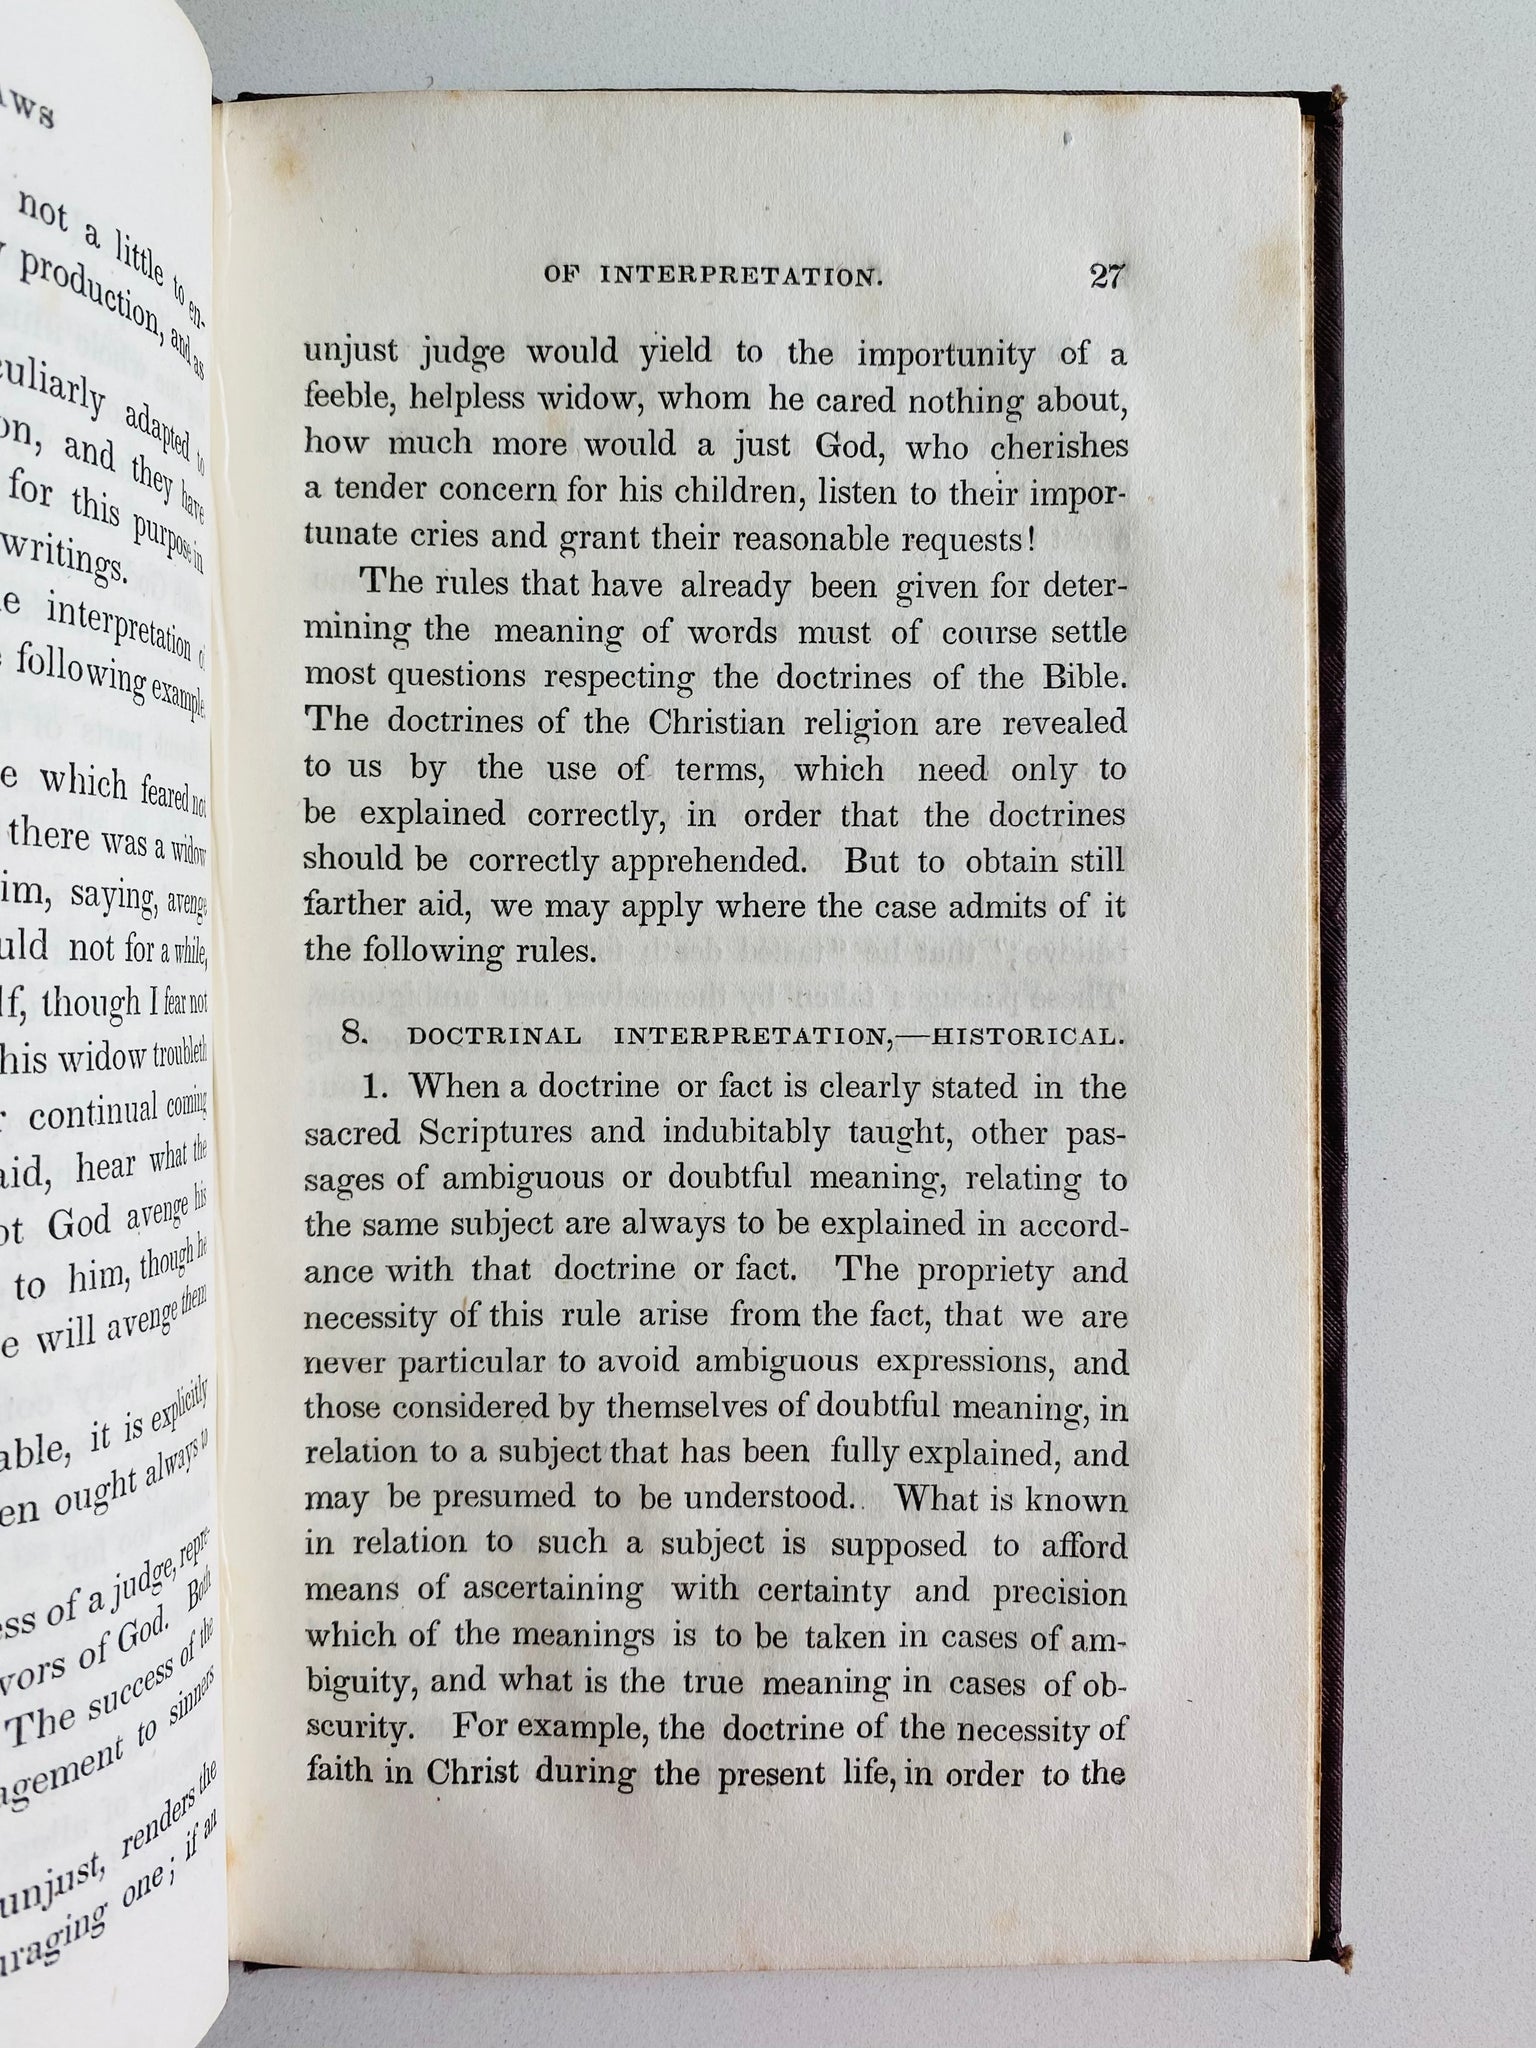 aws
not a little to en-
production, and as
culiarly adapted to
on, and they have
for this purpose in
writings.
e interpretation of
following example.
e which feared not
there was a widow
im, saying, avenge
uld not for a while,
lf, though I fear not
his widow troubleth
continual coming
aid, hear what the
ot God avenge his
to him, though he
e will avenge them
able, it is explicitly
en ought always to
ess of a judge, repre-
vors of God. Both
The success of the
agement to sinners
unjust, renders the
uraging one; if an
OF INTERPRETATION. 27
unjust judge would yield to the importunity of a
feeble, helpless widow, whom he cared nothing about,
how much more would a just God, who cherishes
a tender concern for his children, listen to their impor-
tunate cries and grant their reasonable requests!
The rules that have already been given for deter-
mining the meaning of words must of course settle
most questions respecting the doctrines of the Bible.
The doctrines of the Christian religion are revealed
to us by the use of terms, which need only to
be explained correctly, in order that the doctrines
should be correctly apprehended. But to obtain still
farther aid, we may apply where the case admits of it
the following rules.
8. DOCTRINAL INTERPRETATION,—HISTORICAL.
1. When a doctrine or fact is clearly stated in the
sacred Scriptures and indubitably taught, other pas-
sages of ambiguous or doubtful meaning, relating to
the same subject are always to be explained in accord-
ance with that doctrine or fact. The propriety and
necessity of this rule arise from the fact, that we are
never particular to avoid ambiguous expressions, and
those considered by themselves of doubtful meaning, in
relation to a subject that has been fully explained, and
may be presumed to be understood. What is known
in relation to such a subject is supposed to afford
means of ascertaining with certainty and precision
which of the meanings is to be taken in cases of am-
biguity, and what is the true meaning in cases of ob-
scurity. For example, the doctrine of the necessity of
faith in Christ during the present life, in order to the